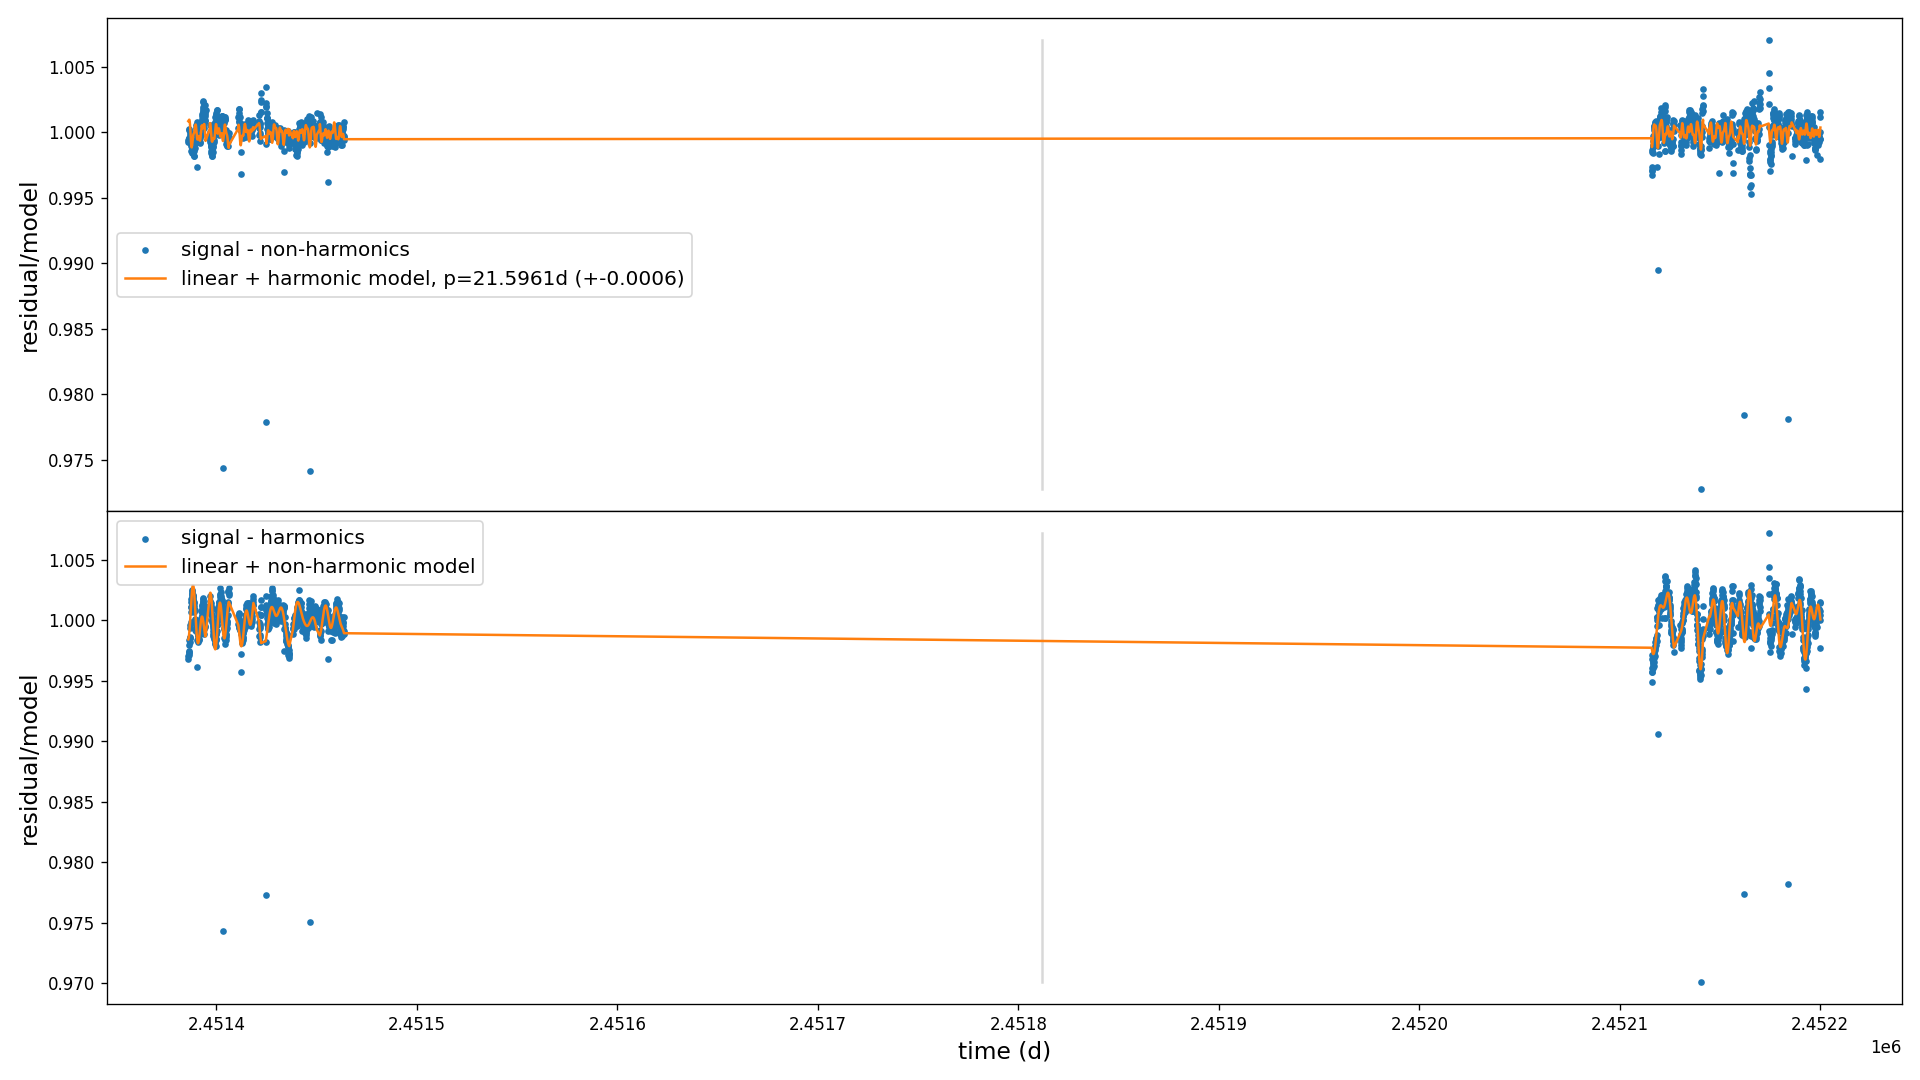 1.005
1.000
0.995
0.990
0.985
0.980
0.975
residual/model
signal - non-harmonics
linear + harmonic model, p=21.5961d (+-0.0006)
signal - harmonics
linear + non-harmonic model
1.005
1.000
0.995
0.990
0.985
0.980
0.975
0.970
residual/model
2.4514 2.4515 2.4516 2.4517 2.4518 2.4519 2.4520 2.4521 2.4522
1e6
time (d)